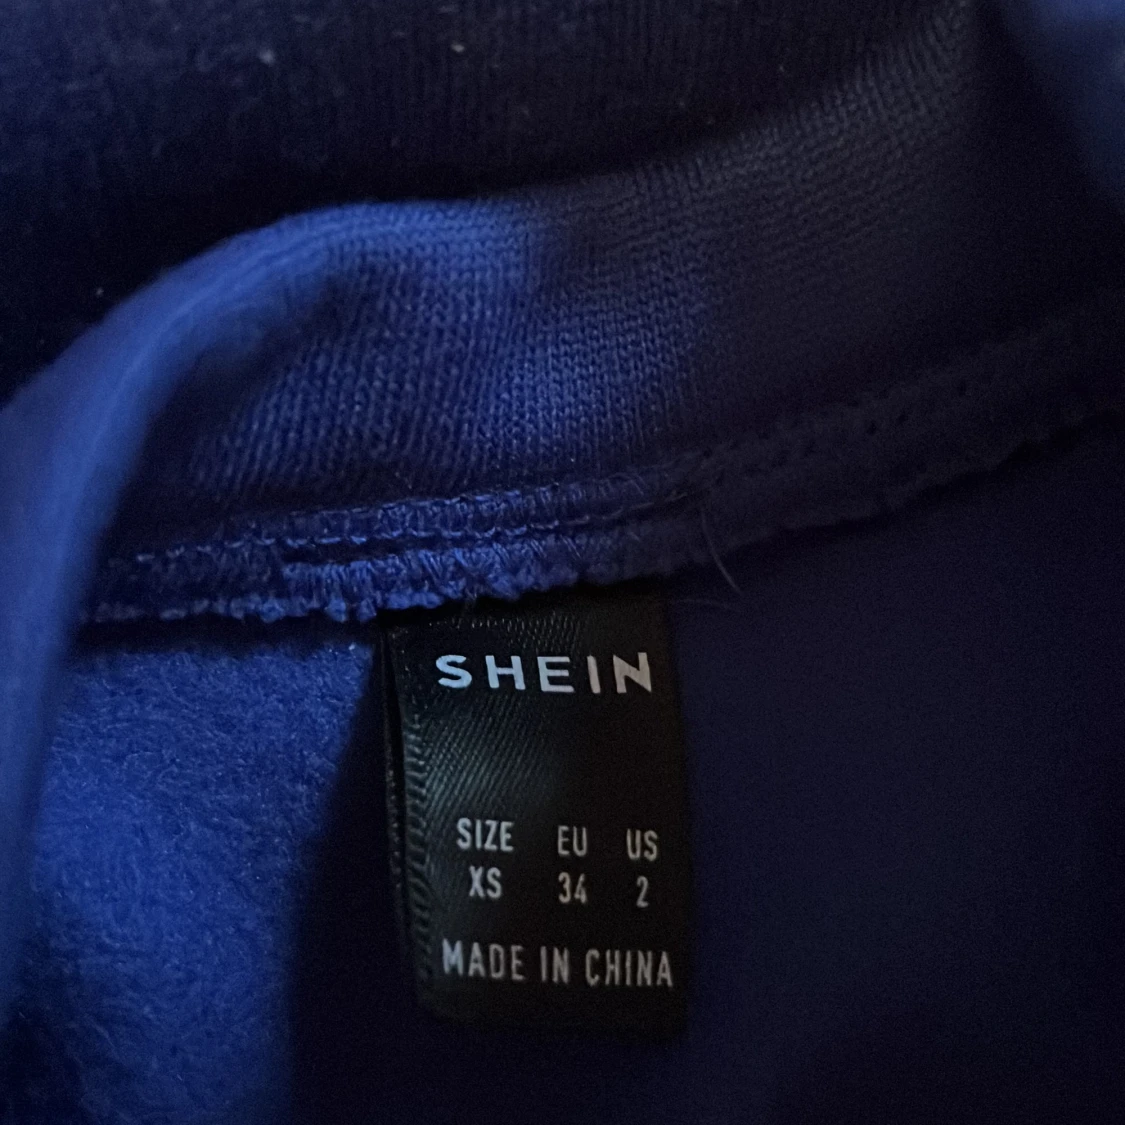 SHEIN
SIZE EU US
XS 34 2
MADE IN CHINA